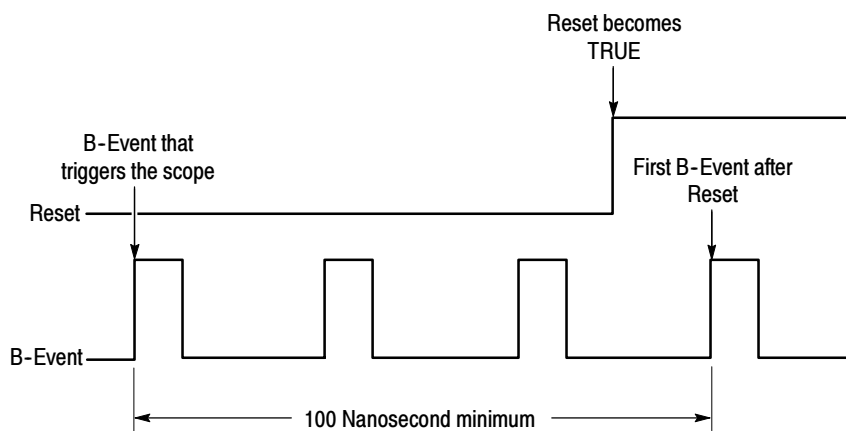 Reset becomes
TRUE
B-Event that
triggers the scope
First B-Event after
Reset
Reset
B-Event
100 Nanosecond minimum